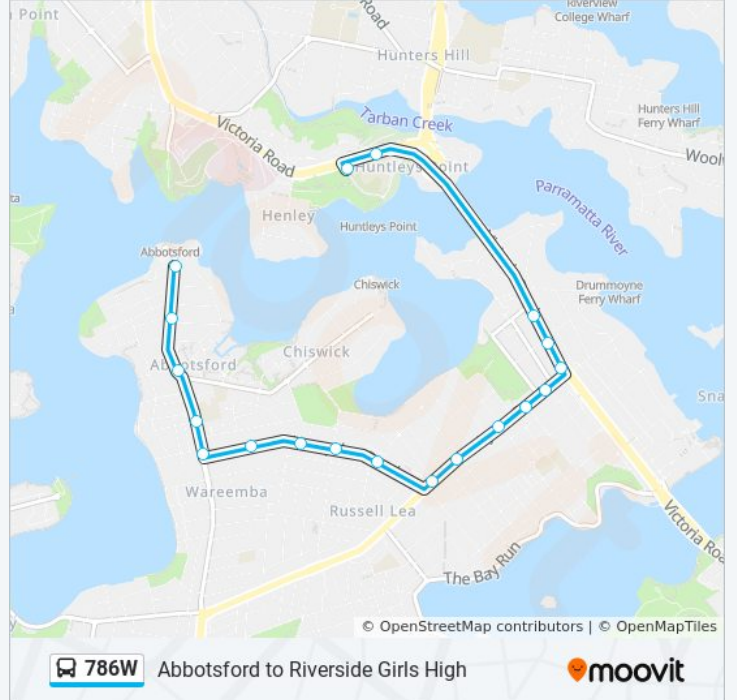 Point
Road
Riverview
College Wharf
Hunters Hill
Tarban Creek
Hunters Hill
Ferry Wharf
Victoria Road
Huntleys Point
Wool
Parramatta River
ta
Henley
Huntleys Point
Abbotsford
Chiswick
Drummoyne
Ferry Wharf
Chiswick
Abbotsford
Sna
Wareemba
Russell Lea
Victoria Roa
The Bay Run
© OpenStreetMap contributors | © OpenMapTiles
786W Abbotsford to Riverside Girls High
moovit